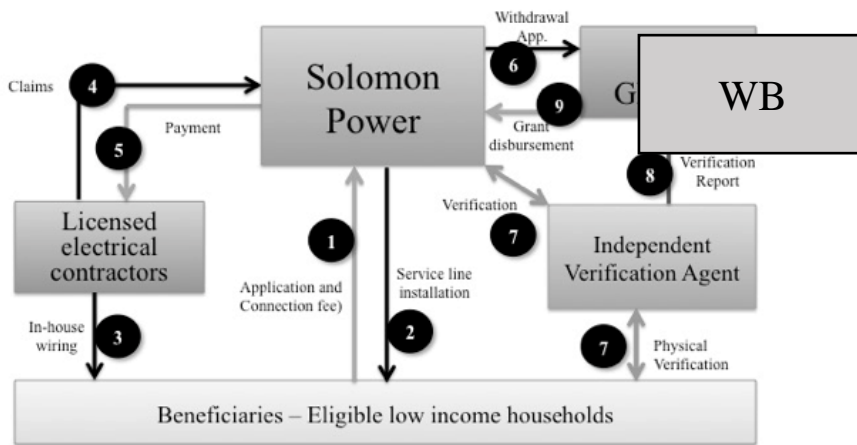 Withdrawal
App.
6
Claims
4
Solomon
Power
G
WB
9
Grant
disbursement
Payment
5
8
Verification
Report
Verification
7
Licensed
electrical
contractors
1
Independent
Verification Agent
Application and
Connection fee)
Service line
installation
2
In-house
wiring
3
7
Physical
Verification
Beneficiaries – Eligible low income households